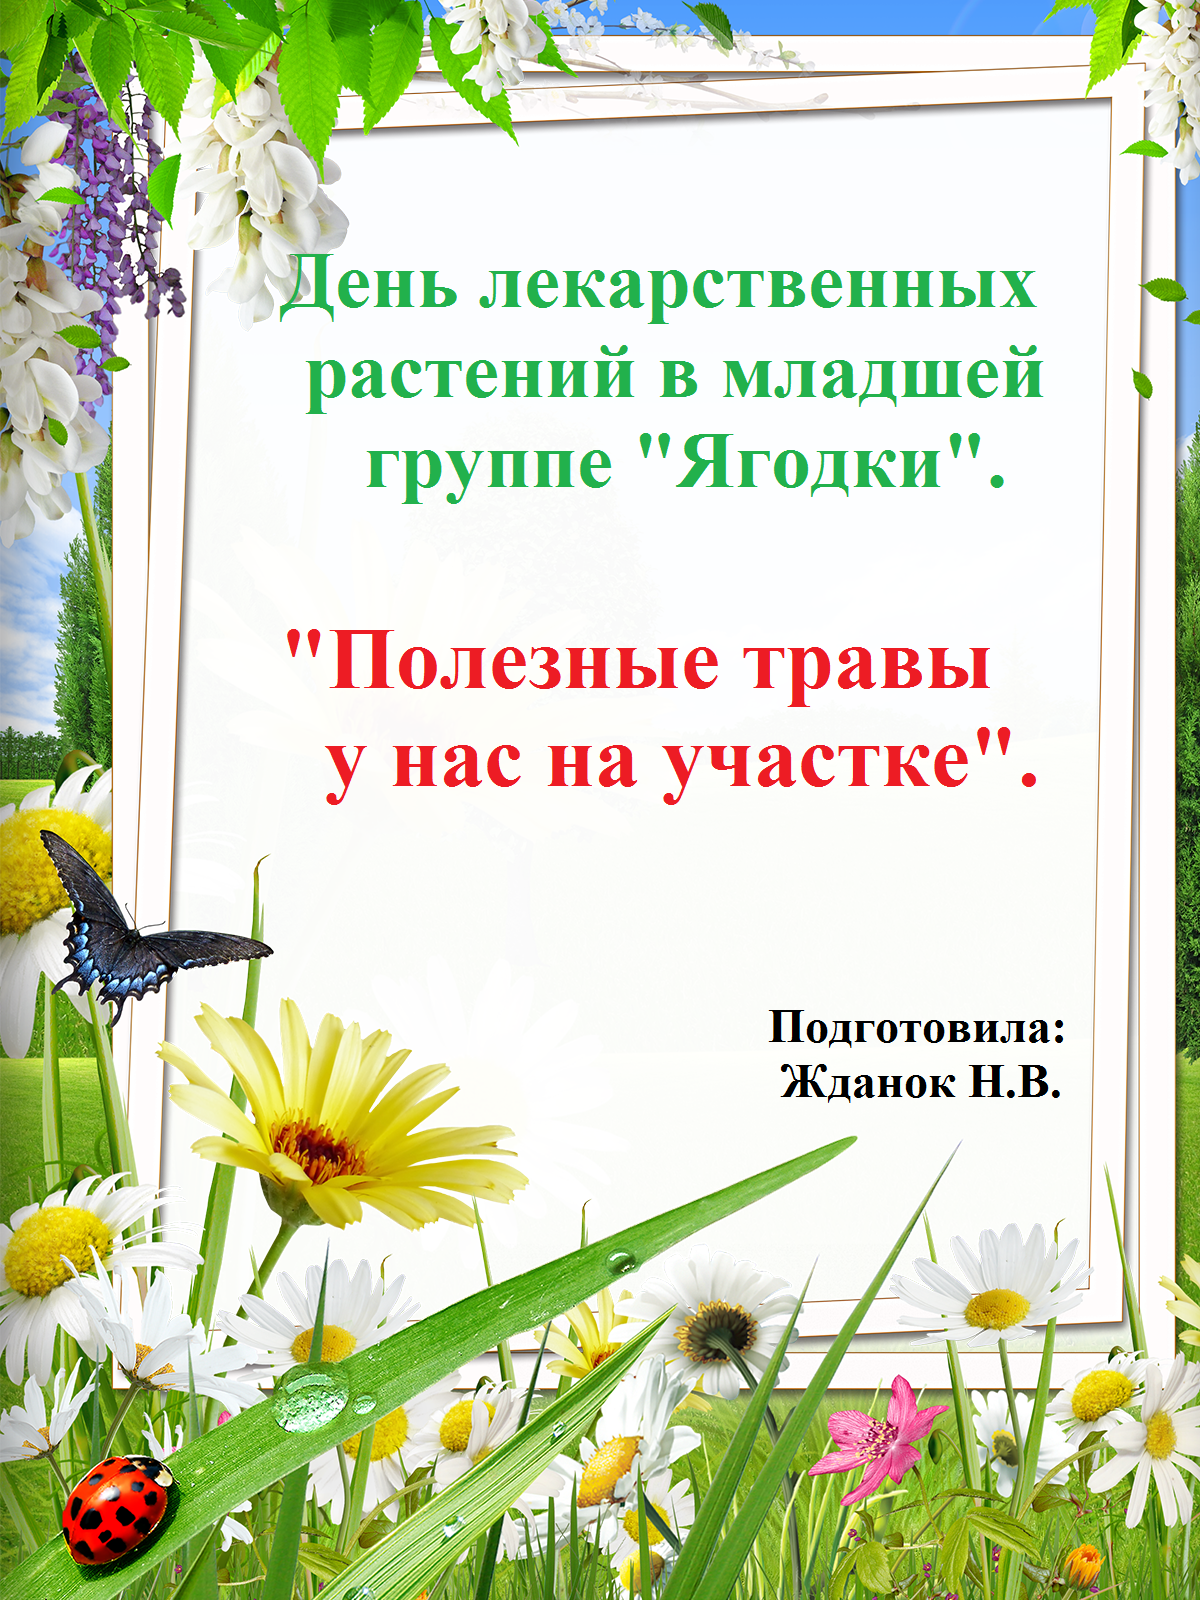 День лекарственных
растений в младшей
группе "Ягодки".
"Полезные травы
у нас на участке".
Подготовила:
Жданок Н.В.